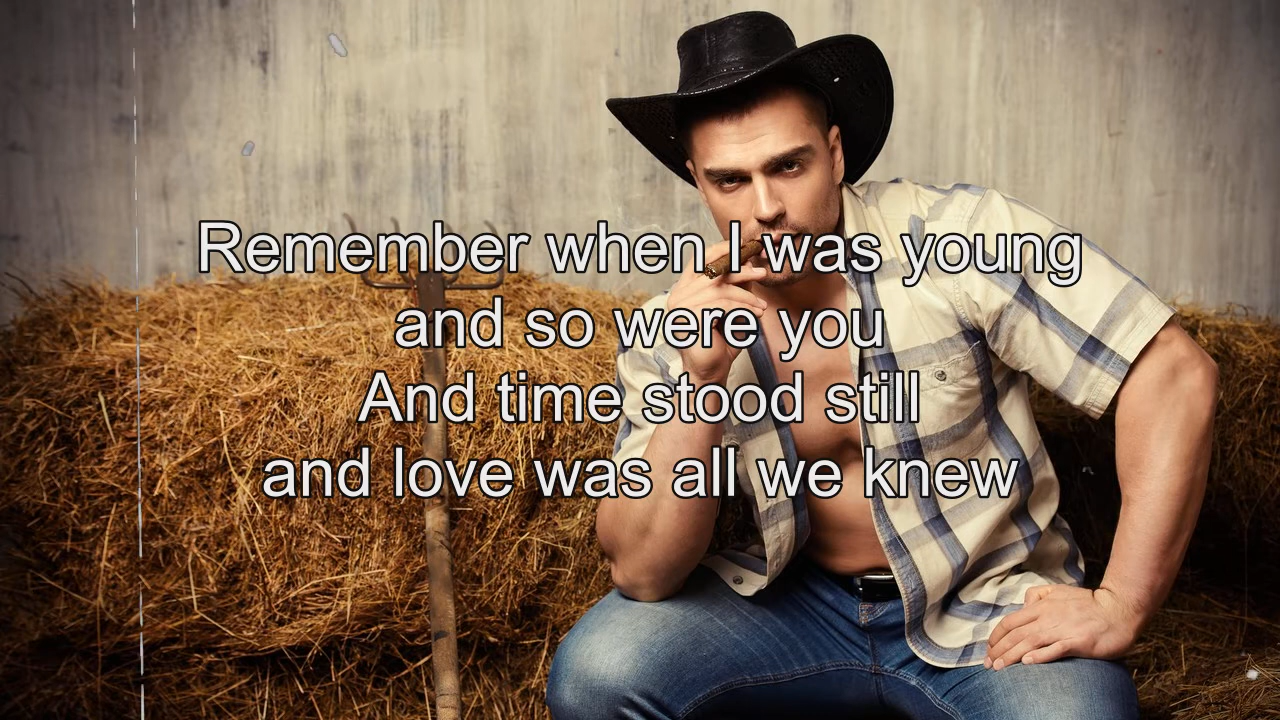 Remember when I was young
and so were you
And time stood still
and love was all we knew